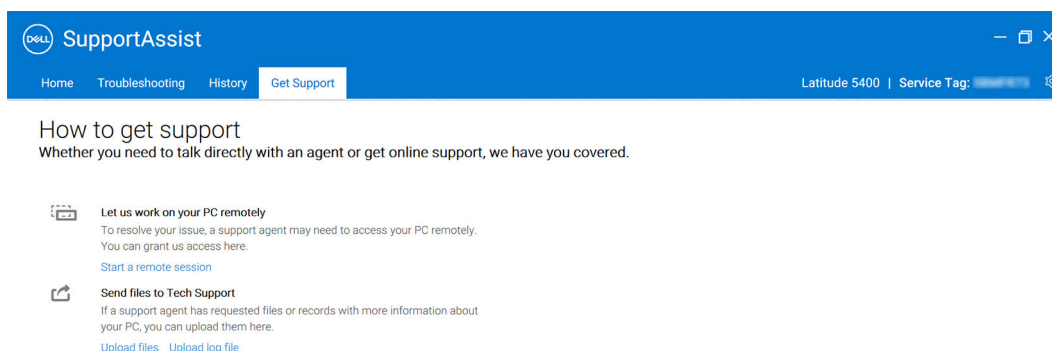 DELL SupportAssist
Home Troubleshooting History Get Support Latitude 5400 | Service Tag:
How to get support
Whether you need to talk directly with an agent or get online support, we have you covered.
Let us work on your PC remotely
To resolve your issue, a support agent may need to access your PC remotely.
You can grant us access here.
Start a remote session
Send files to Tech Support
If a support agent has requested files or records with more information about
your PC, you can upload them here.
Upload files Upload log file